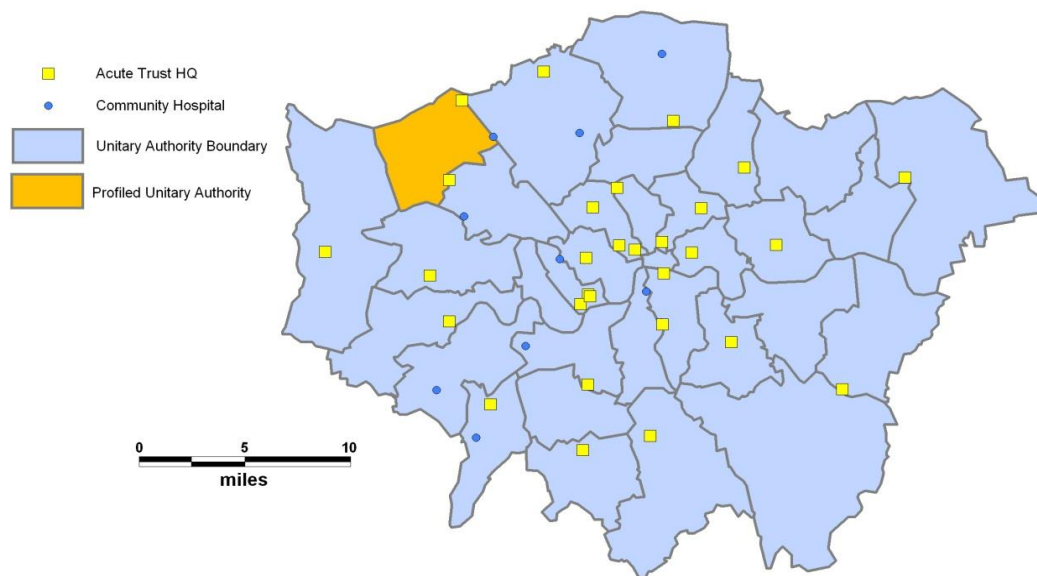 Acute Trust HQ
Community Hospital
Unitary Authority Boundary
Profiled Unitary Authority
0 5 10
miles